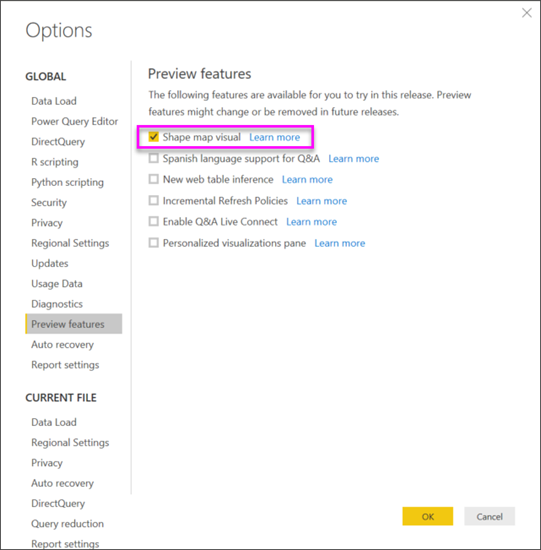 Options
GLOBAL
Data Load
Power Query Editor
DirectQuery
R scripting
Python scripting
Security
Privacy
Regional Settings
Updates
Usage Data
Diagnostics
Preview features
Auto recovery
Report settings
CURRENT FILE
Data Load
Regional Settings
Privacy
Auto recovery
DirectQuery
Query reduction
Report settings
Preview features
The following features are available for you to try in this release. Preview
features might change or be removed in future releases.
Shape map visual Learn more
Spanish language support for Q&A Learn more
New web table inference Learn more
Incremental Refresh Policies Learn more
Enable Q&A Live Connect Learn more
Personalized visualizations pane Learn more
OK Cancel